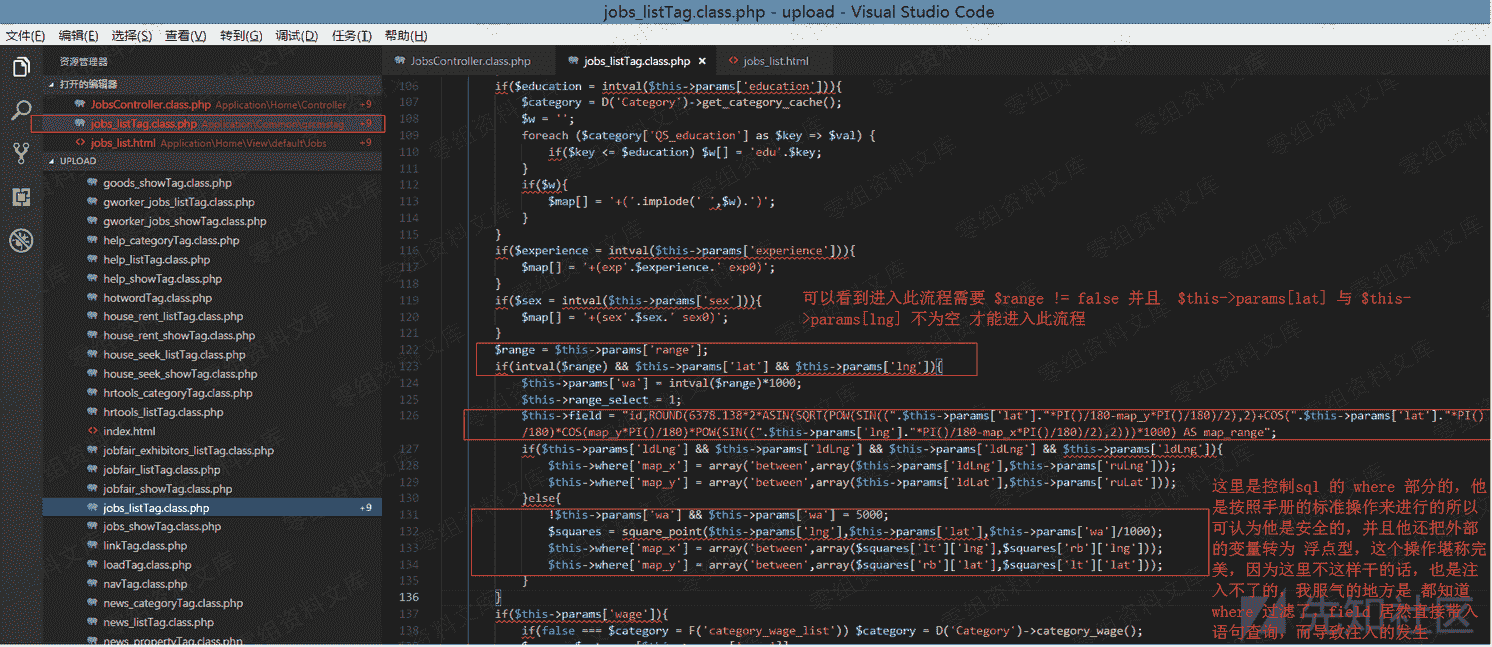 jobs_listTag.class.php - upload - Visual Studio Code
文件(F) 编辑(E) 选择(S) 查看(V) 转到(G) 调试(D) 任务(T) 帮助(H)
资源管理器
打开的编辑器
JobsController.class.php Application\Home\Controller +9
jobs_listTag.class.php Application\Common\qscmstag +9
jobs_list.html Application\Home\View\default\Jobs +9
UPLOAD
goods_showTag.class.php
gworker_jobs_listTag.class.php
gworker_jobs_showTag.class.php
help_categoryTag.class.php
help_listTag.class.php
help_showTag.class.php
hotwordTag.class.php
house_rent_listTag.class.php
house_rent_showTag.class.php
house_seek_listTag.class.php
house_seek_showTag.class.php
hrtools_categoryTag.class.php
hrtools_listTag.class.php
index.html
jobfair_exhibitors_listTag.class.php
jobfair_listTag.class.php
jobfair_showTag.class.php
jobs_listTag.class.php +9
jobs_showTag.class.php
linkTag.class.php
loadTag.class.php
navTag.class.php
news_categoryTag.class.php
news_listTag.class.php
news_propertyTag.class.php
JobsController.class.php jobs_listTag.class.php × jobs_list.html
106 if($education = intval($this->params['education'])){
107 $category = D('Category')->get_category_cache();
108 $w = '';
109 foreach ($category['QS_education'] as $key => $val) {
110 if($key <= $education) $w[] = 'edu'.$key;
111 }
112 if($w){
113 $map[] = '+('.implode(' ',$w).')';
114 }
115 }
116 if($experience = intval($this->params['experience'])){
117 $map[] = '+(exp'.$experience.' exp0)';
118 }
119 if($sex = intval($this->params['sex'])){
120 $map[] = '+(sex'.$sex.' sex0)';
121 }
122 $range = $this->params['range'];
123 if(intval($range) && $this->params['lat'] && $this->params['lng']){
124 $this->params['wa'] = intval($range)*1000;
125 $this->range_select = 1;
126 $this->field = "id,ROUND(6378.138*2*ASIN(SQRT(POW(SIN((".$this->params['lat']."*PI()/180-map_y*PI()/180)/2),2)+COS(".$this->params['lat']."*PI()
/180)*COS(map_y*PI()/180)*POW(SIN((".$this->params['lng']."*PI()/180-map_x*PI()/180)/2),2)))*1000) AS map_range";
127 if($this->params['ldLng'] && $this->params['ldLng'] && $this->params['ldLng'] && $this->params['ldLng']){
128 $this->where['map_x'] = array('between',array($this->params['ldLng'],$this->params['ruLng']));
129 $this->where['map_y'] = array('between',array($this->params['ldLat'],$this->params['ruLat']));
130 }else{
131 !$this->params['wa'] && $this->params['wa'] = 5000;
132 $squares = square_point($this->params['lng'],$this->params['lat'],$this->params['wa']/1000);
133 $this->where['map_x'] = array('between',array($squares['lt']['lng'],$squares['rb']['lng']));
134 $this->where['map_y'] = array('between',array($squares['rb']['lat'],$squares['lt']['lat']));
135 }
136 }
137 if($this->params['wage']){
138 if(false === $category = F('category_wage_list')) $category = D('Category')->category_wage();
可以看到进入此流程需要 $range != false 并且 $this->params[lat] 与 $this-
>params[lng] 不为空 才能进入此流程
这里是控制sql 的 where 部分的，他
是按照手册的标准操作来进行的所以
可认为他是安全的，并且他还把外部
的变量转为 浮点型，这个操作堪称完
美，因为这里不这样干的话，也是注
入不了的，我服气的地方是 都知道
where 过滤了，field 居然直接带入
语句查询，而导致注入的发生
先知社区
零组资料文库